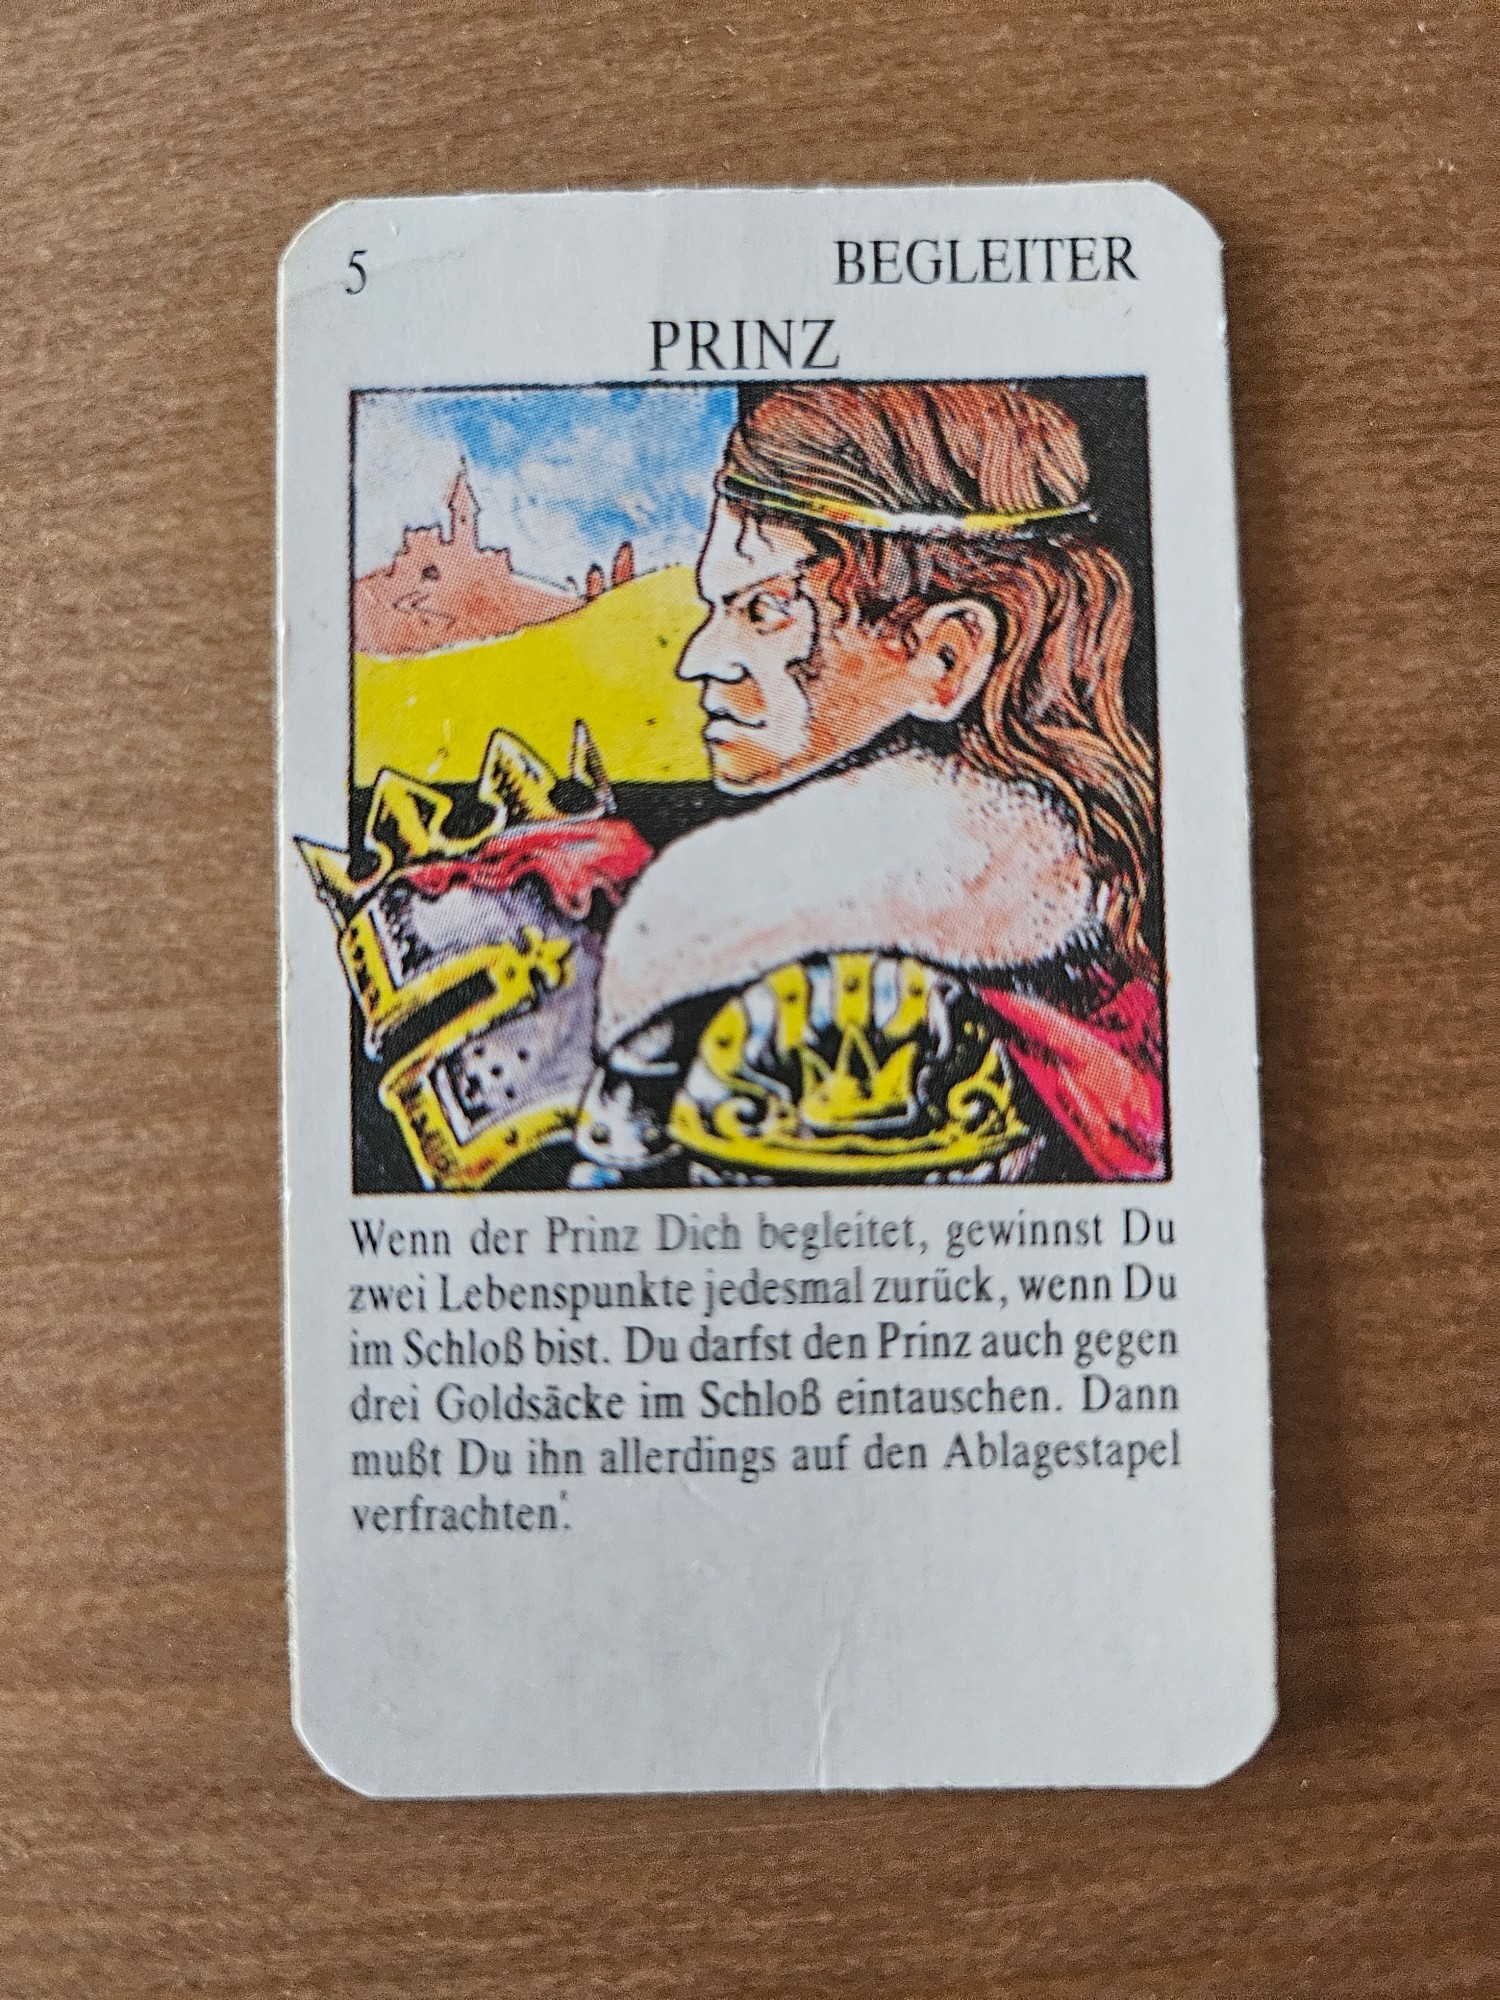 5 BEGLEITER
PRINZ
Wenn der Prinz Dich begleitet, gewinnst Du
zwei Lebenspunkte jedesmal zurück, wenn Du
im Schloß bist. Du darfst den Prinz auch gegen
drei Goldsäcke im Schloß eintauschen. Dann
mußt Du ihn allerdings auf den Ablagestapel
verfrachten.